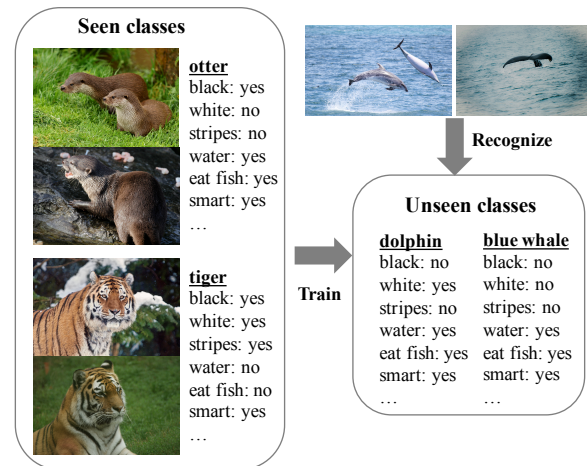 Seen classes
otter
black: yes
white: no
stripes: no
water: yes
eat fish: yes
smart: yes
…
tiger
black: yes
white: yes
stripes: yes
water: no
eat fish: no
smart: yes
…
Train
Recognize
Unseen classes
dolphin
black: no
white: yes
stripes: no
water: yes
eat fish: yes
smart: yes
…
blue whale
black: no
white: no
stripes: no
water: yes
eat fish: yes
smart: yes
…